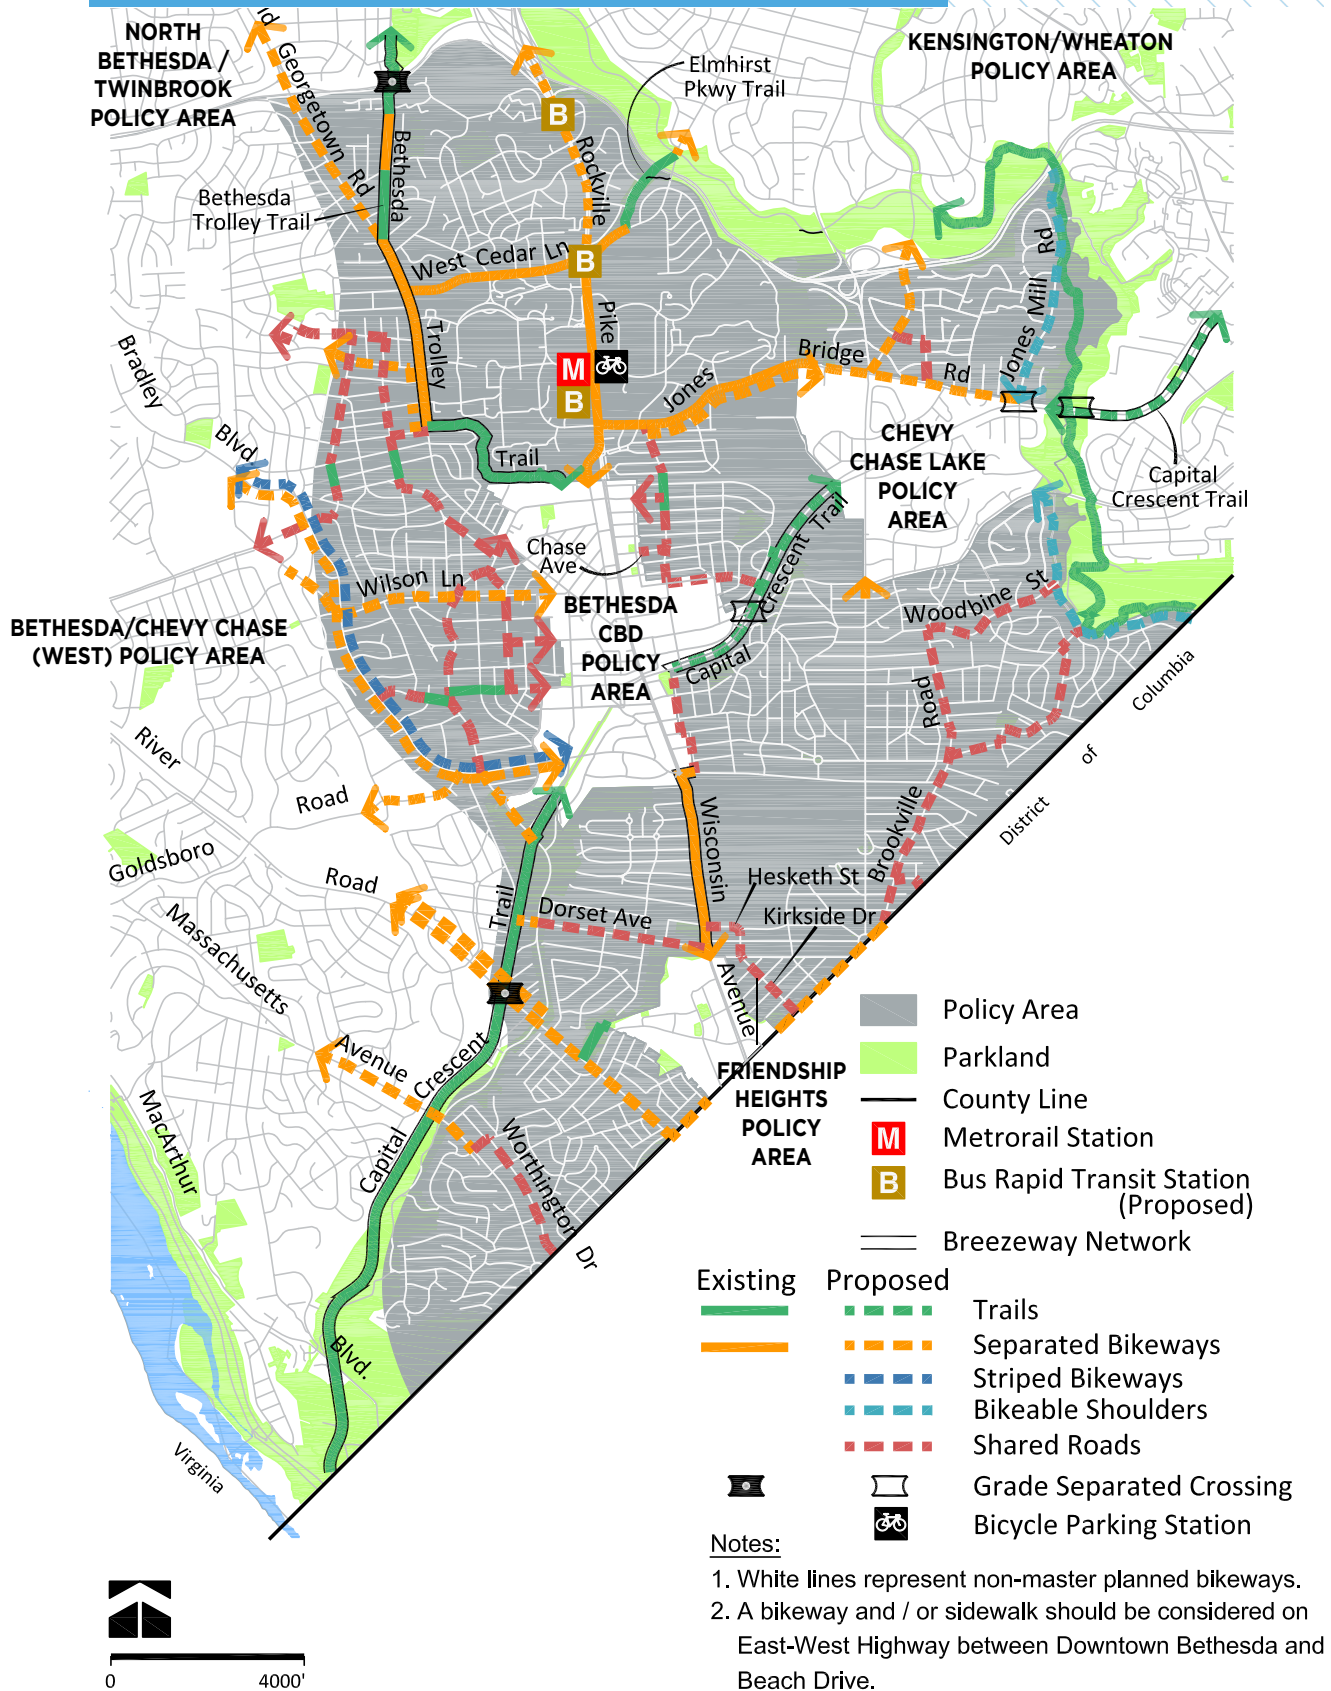 NORTH
BETHESDA /
TWINBROOK
POLICY AREA
KENSINGTON/WHEATON
POLICY AREA
Elmhirst
Pkwy Trail
Georgetown Rd
Bethesda
Rockville
Bethesda
Trolley Trail
West Cedar Ln
B
B
Pike
Trolley
M
B
Jones
Bridge
Rd
Jones Mill Rd
Bradley
Blvd.
Trail
CHEVY
CHASE LAKE
POLICY
AREA
Capital
Crescent Trail
Chase
Ave
Crescent Trail
Capital
Wilson Ln
BETHESDA
CBD
POLICY
AREA
Woodbine St
BETHESDA/CHEVY CHASE
(WEST) POLICY AREA
Road
Columbia
of
District
River
Road
Goldsboro
Road
Brookville
Wisconsin
Hesketh St
Kirkside Dr
Trail
Dorset Ave
Avenue
Massachusetts
Avenue
Crescent
Capital
MacArthur
Blvd.
Worthington Dr
Virginia
FRIENDSHIP
HEIGHTS
POLICY
AREA
Policy Area
Parkland
County Line
M Metrorail Station
B Bus Rapid Transit Station
(Proposed)
Breezeway Network
Existing Proposed
Trails
Separated Bikeways
Striped Bikeways
Bikeable Shoulders
Shared Roads
Grade Separated Crossing
Bicycle Parking Station
Notes:
1. White lines represent non-master planned bikeways.
2. A bikeway and / or sidewalk should be considered on
East-West Highway between Downtown Bethesda and
Beach Drive.
0 4000'